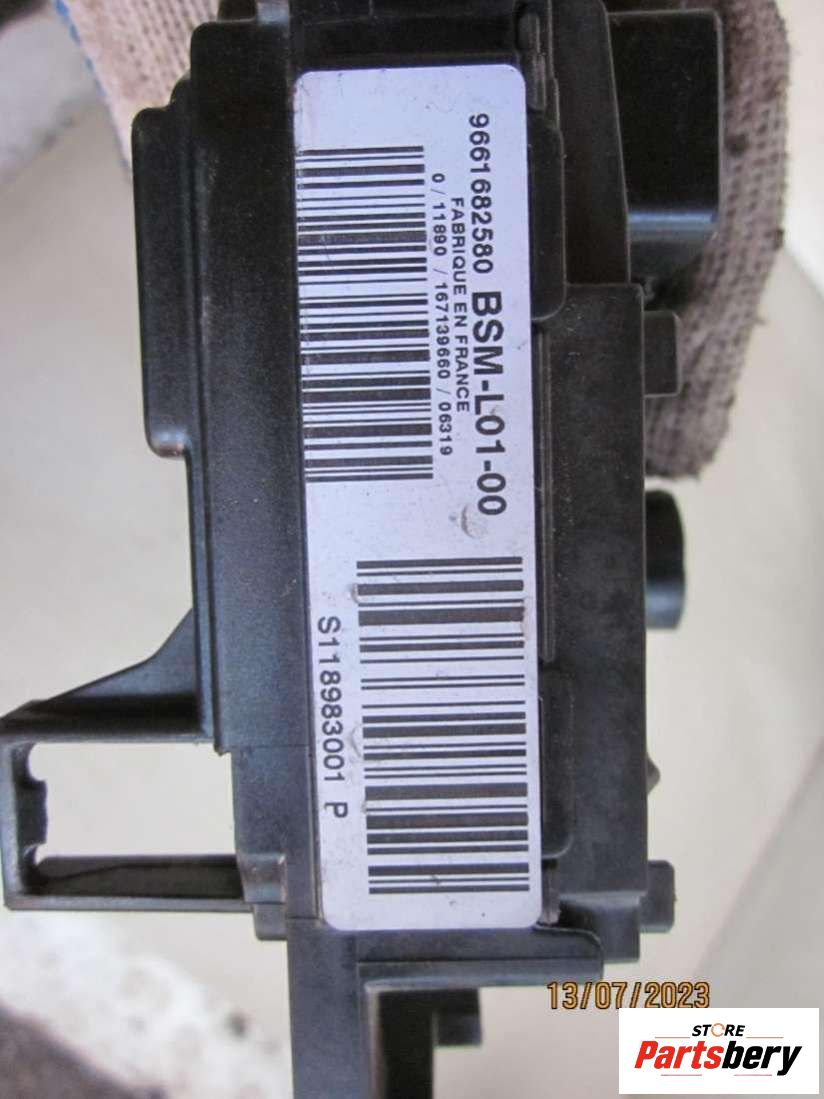 9661682580 BSM-L01-00
FABRIQUE EN FRANCE
0 / 11890 / 167139660 / 06319
S118983001 P
13/07/2023
STORE
Partsbery